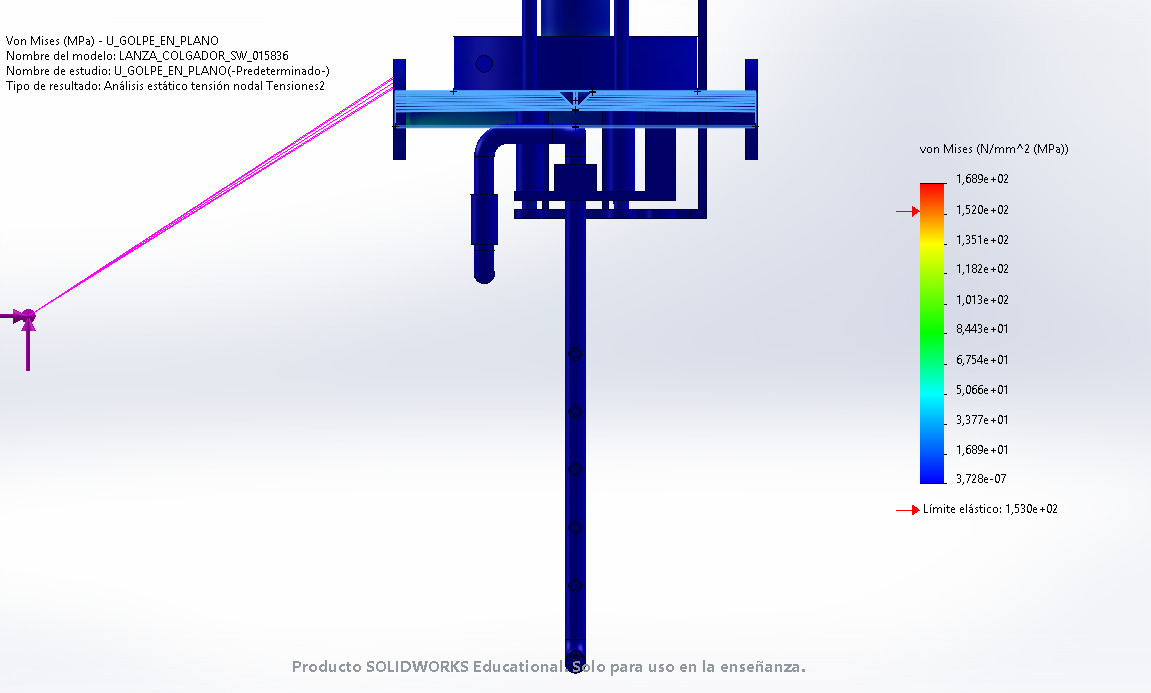 Von Mises (MPa) - U_GOLPE_EN_PLANO
Nombre del modelo: LANZA_COLGADOR_SW_015836
Nombre de estudio: U_GOLPE_EN_PLANO(-Predeterminado-)
Tipo de resultado: Análisis estático tensión nodal Tensiones2
von Mises (N/mm^2 (MPa))
1,689e+02
1,520e+02
1,351e+02
1,182e+02
1,013e+02
8,443e+01
6,754e+01
5,066e+01
3,377e+01
1,689e+01
3,728e-07
Límite elástico: 1,530e+02
Producto SOLIDWORKS Educational. Solo para uso en la enseñanza.